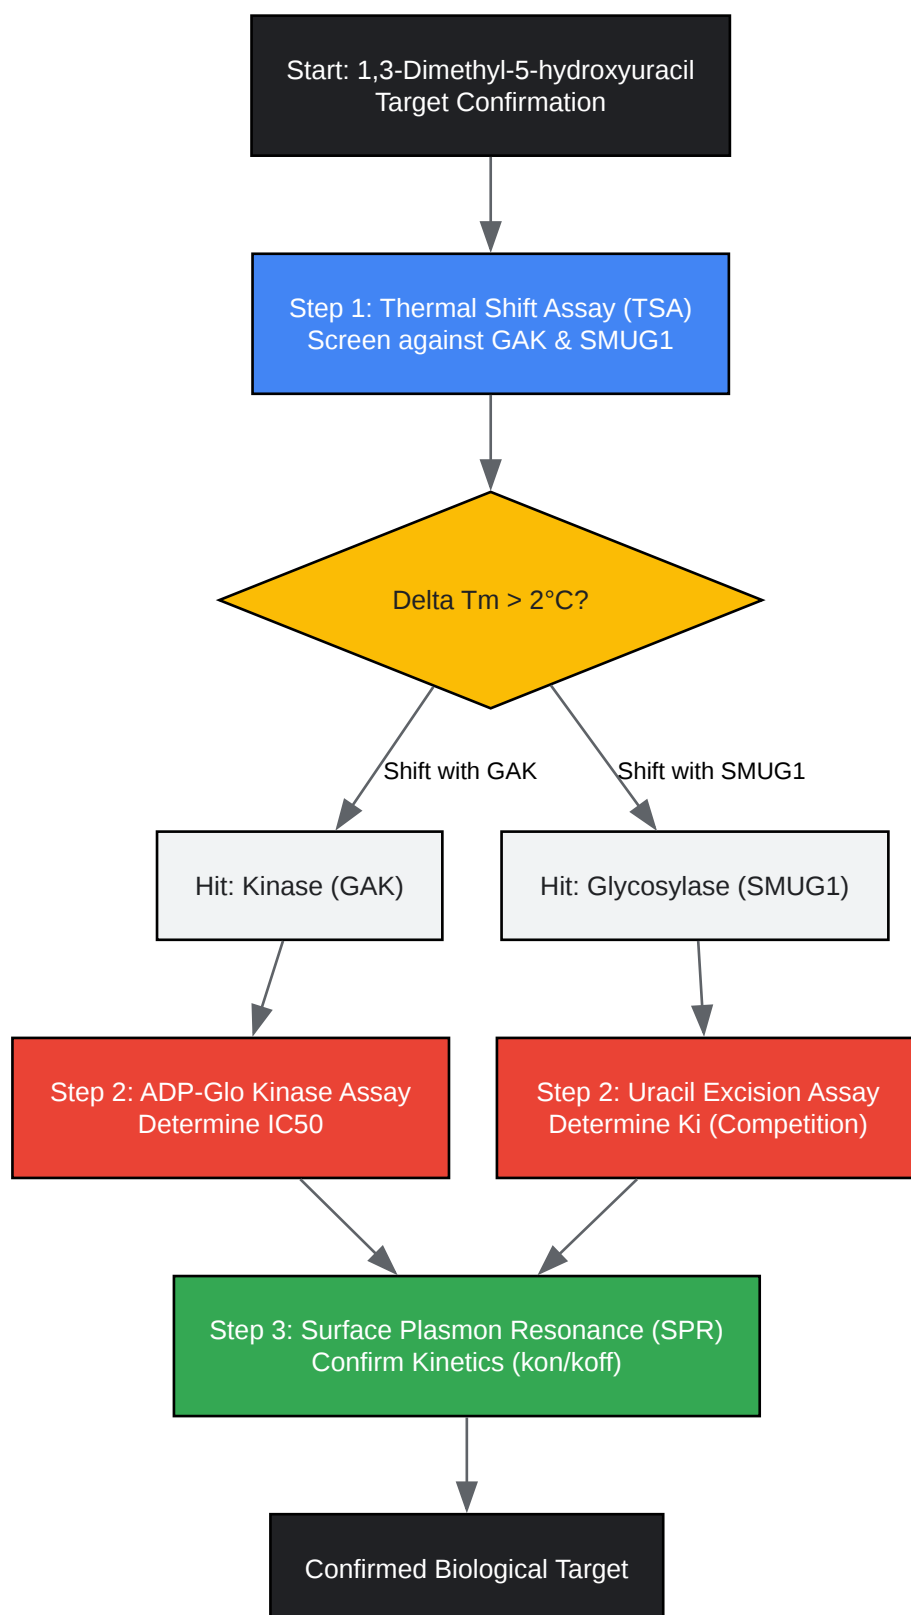 Start: 1,3-Dimethyl-5-hydroxyuracil
Target Confirmation
Step 1: Thermal Shift Assay (TSA)
Screen against GAK & SMUG1
Delta Tm > 2°C?
Shift with GAK
Shift with SMUG1
Hit: Kinase (GAK)
Hit: Glycosylase (SMUG1)
Step 2: ADP-Glo Kinase Assay
Determine IC50
Step 2: Uracil Excision Assay
Determine Ki (Competition)
Step 3: Surface Plasmon Resonance (SPR)
Confirm Kinetics (kon/koff)
Confirmed Biological Target